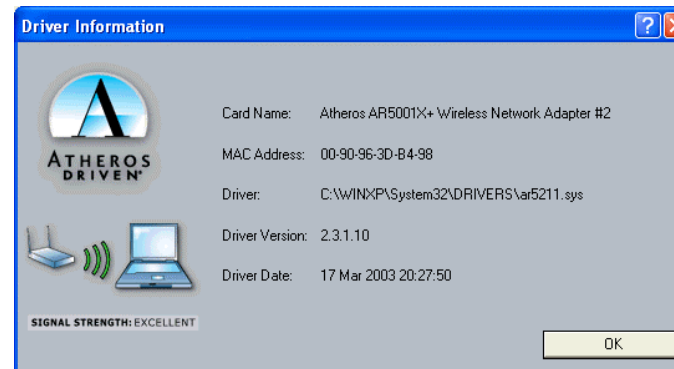 Driver Information
Card Name: Atheros AR5001X+ Wireless Network Adapter #2
ATHEROS
DRIVEN
MAC Address: 00-90-96-3D-B4-98
Driver: C:\WINXP\System32\DRIVERS\ar5211.sys
Driver Version: 2.3.1.10
Driver Date: 17 Mar 2003 20:27:50
SIGNAL STRENGTH: EXCELLENT
OK